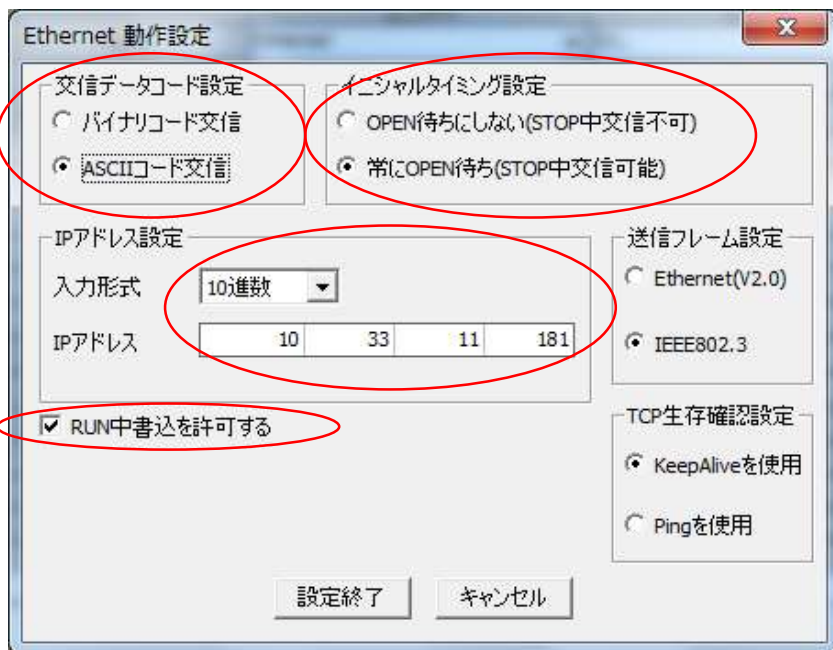 Ethernet 動作設定
交信データコード設定
バイナリコード交信
ASCIIコード交信
イニシャルタイミング設定
OPEN待ちにしない(STOP中交信不可)
常にOPEN待ち(STOP中交信可能)
IPアドレス設定
入力形式 10進数
IPアドレス 10 33 11 181
送信フレーム設定
Ethernet(V2.0)
IEEE802.3
RUN中書込を許可する
TCP生存確認設定
KeepAliveを使用
Pingを使用
設定終了 キャンセル